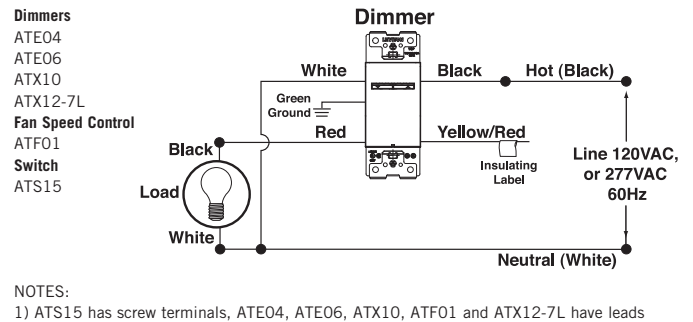 Dimmers
ATE04
ATE06
ATX10
ATX12-7L
Fan Speed Control
ATF01
Switch
ATS15
Dimmer
White
Black
Hot (Black)
Green
Ground
Red
Yellow/Red
Black
Insulating
Label
Line 120VAC,
or 277VAC
60Hz
Load
White
Neutral (White)
NOTES:
1) ATS15 has screw terminals, ATE04, ATE06, ATX10, ATF01 and ATX12-7L have leads